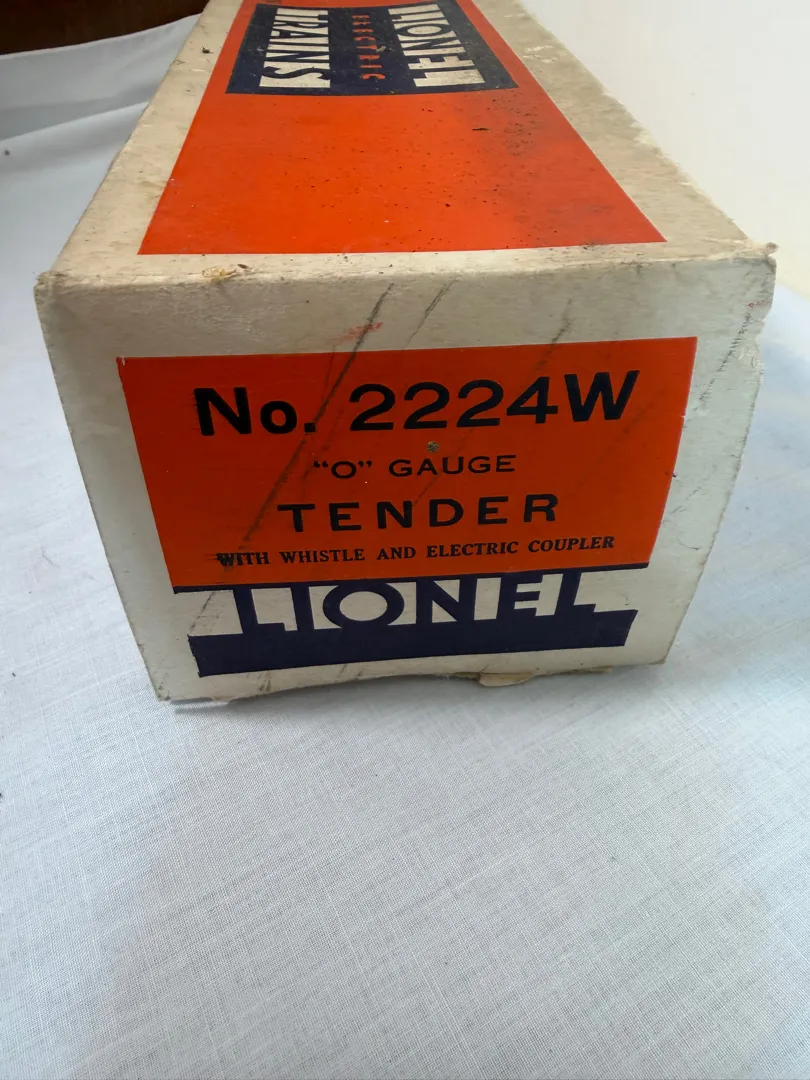 LIONEL
ELECTRIC
TRAINS
No. 2224W
"O" GAUGE
TENDER
WITH WHISTLE AND ELECTRIC COUPLER
LIONEL